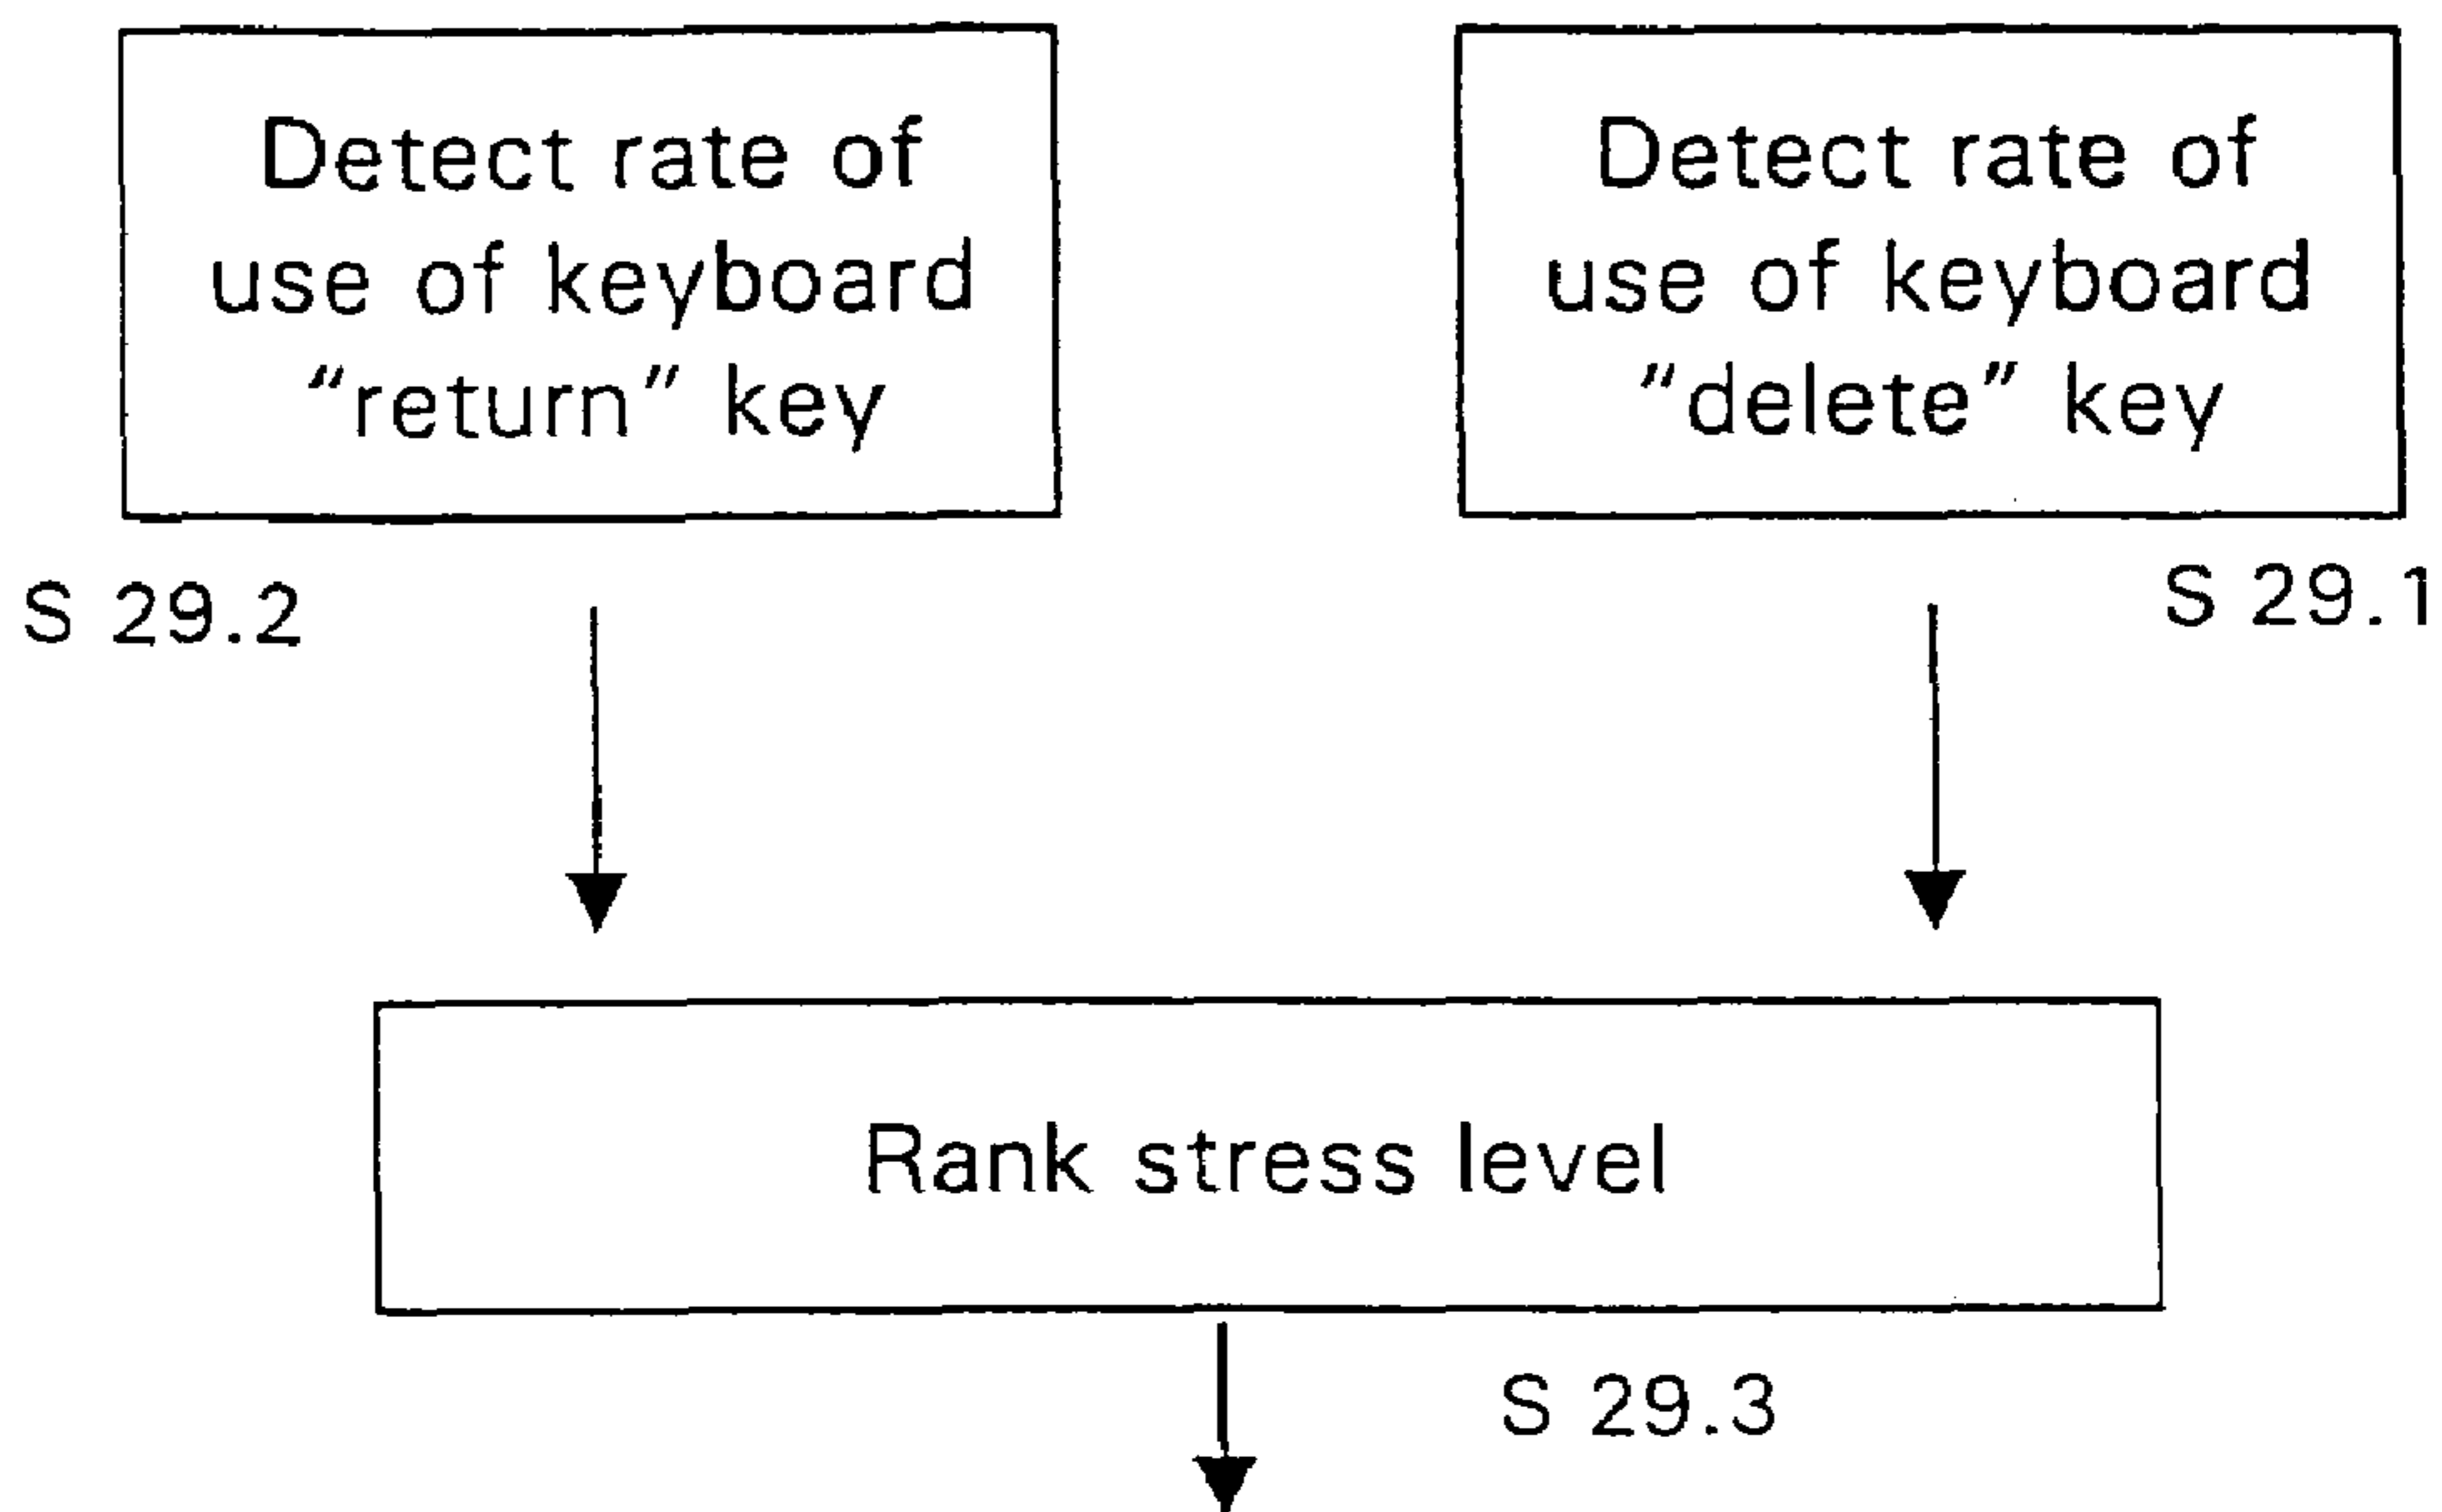 Detect rate of
use of keyboard
“return” key
S 29.2
Detect rate of
use of keyboard
”delete” key
S 29.1
Rank stress level
S 29.3